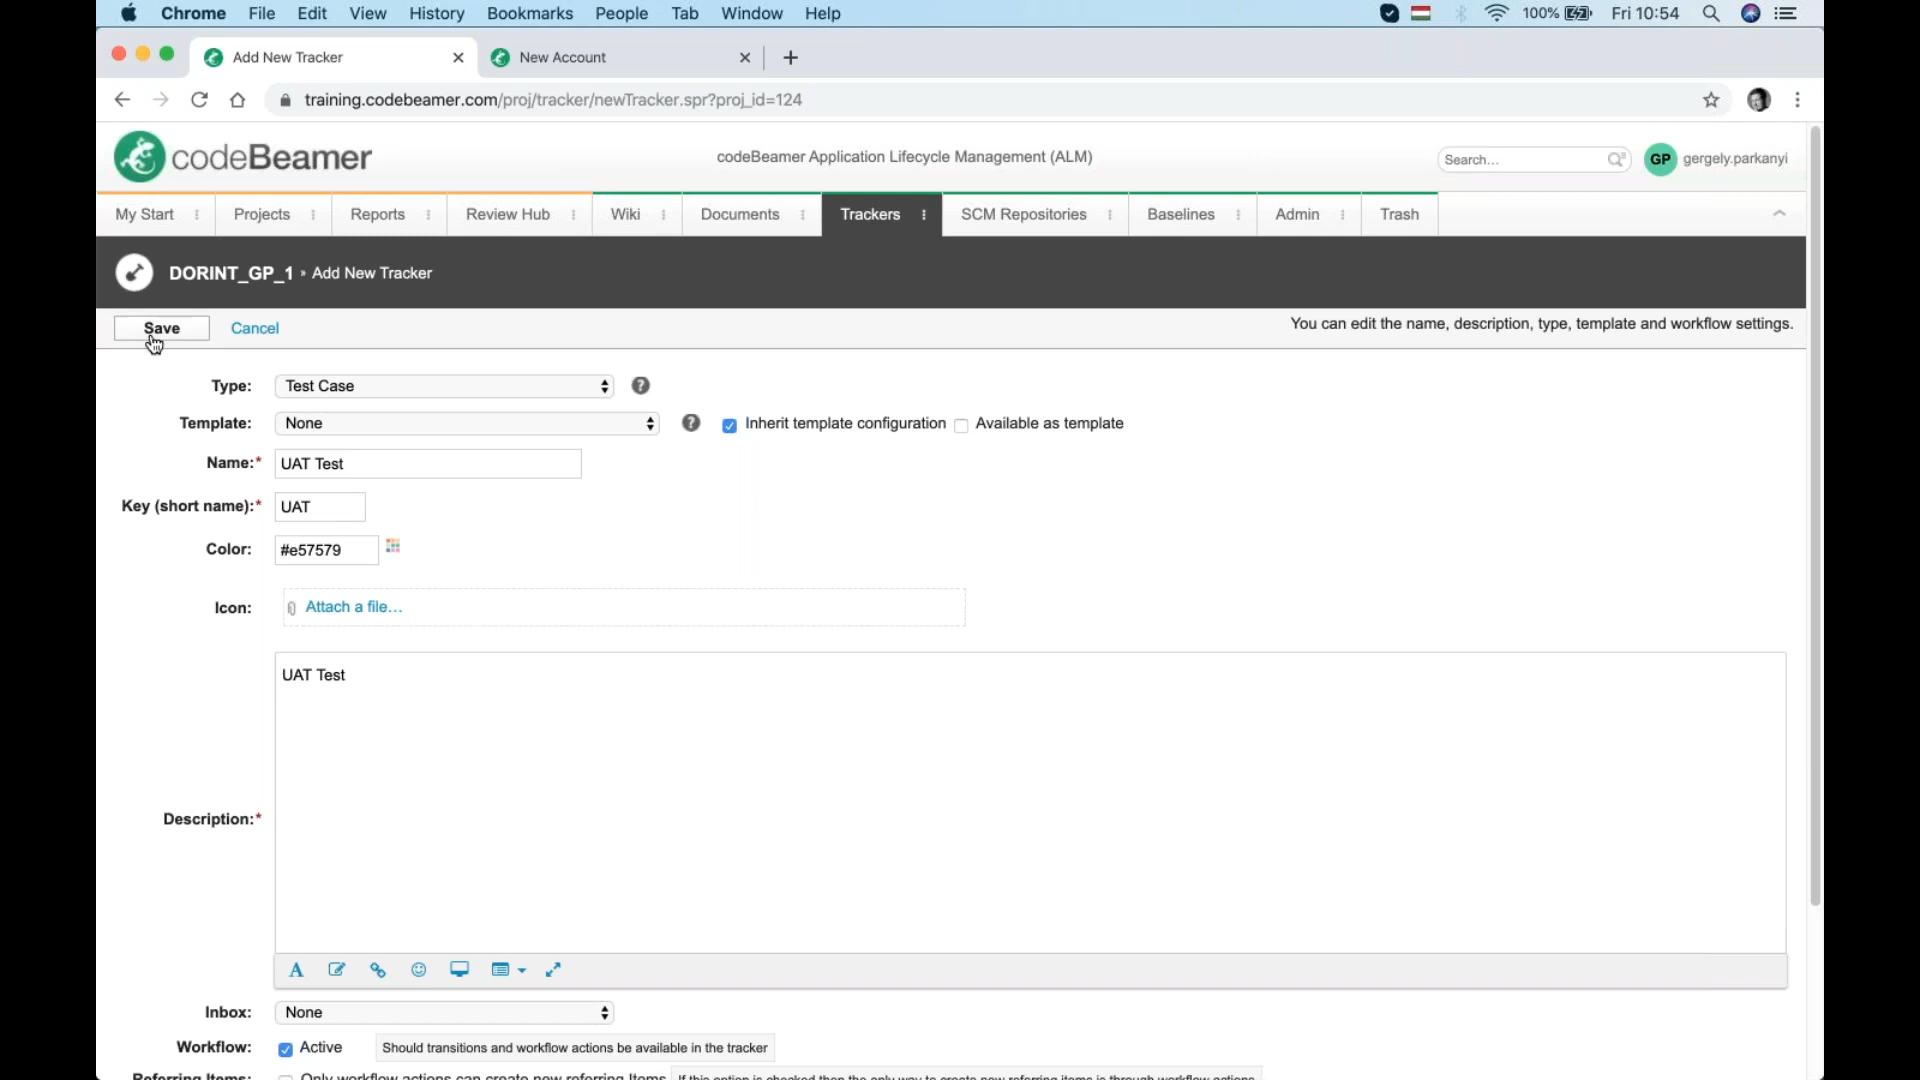 Chrome File Edit View History Bookmarks People Tab Window Help 100% Fri 10:54
Add New Tracker New Account
training.codebeamer.com/proj/tracker/newTracker.spr?proj_id=124
codeBeamer codeBeamer Application Lifecycle Management (ALM) Search... GP gergely.parkanyi
My Start Projects Reports Review Hub Wiki Documents Trackers SCM Repositories Baselines Admin Trash
DORINT_GP_1 » Add New Tracker
Save Cancel You can edit the name, description, type, template and workflow settings.
Type: Test Case ?
Template: None ? Inherit template configuration Available as template
Name:* UAT Test
Key (short name):* UAT
Color: #e57579
Icon: Attach a file...
UAT Test
Description:*
Inbox: None
Workflow: Active Should transitions and workflow actions be available in the tracker
Referring Items: Only workflow actions can create new referring Items If this option is checked then the only way to create new referring items is through workflow actions